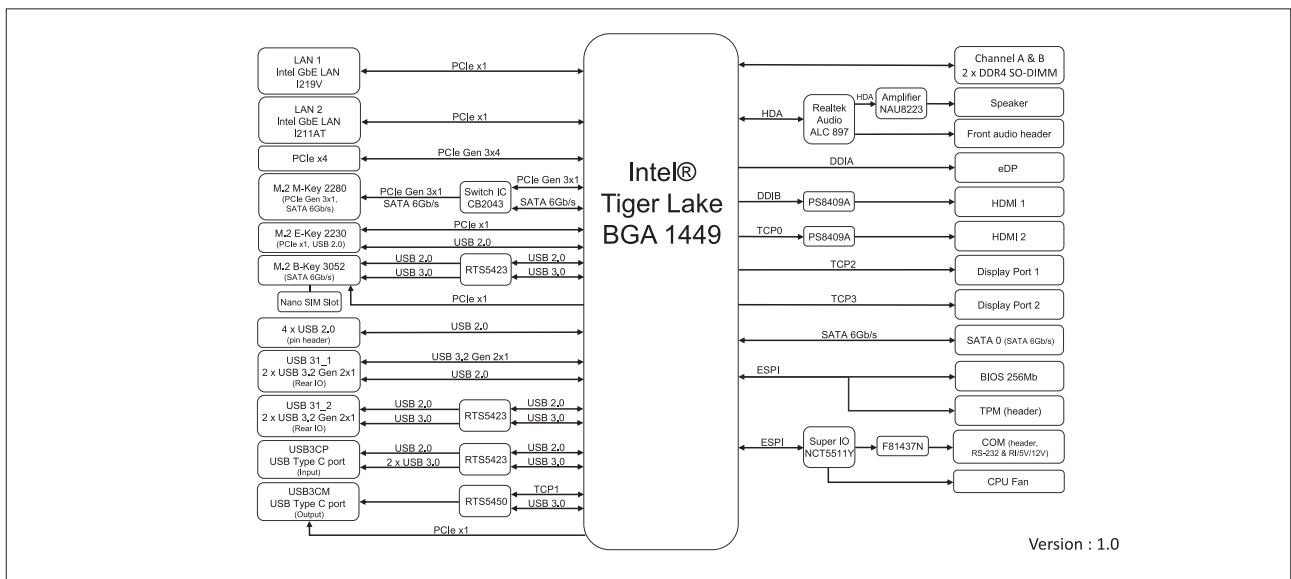 LAN 1
Intel GbE LAN
I219V
PCIe x1
LAN 2
Intel GbE LAN
I211AT
PCIe x1
PCIe x4
PCIe Gen 3x4
M.2 M-Key 2280
(PCIe Gen 3x1,
SATA 6Gb/s)
PCIe Gen 3x1
SATA 6Gb/s
Switch IC
CB2043
PCIe Gen 3x1
SATA 6Gb/s
M.2 E-Key 2230
(PCIe x1, USB 2.0)
PCIe x1
USB 2.0
M.2 B-Key 3052
(SATA 6Gb/s)
USB 2.0
USB 3.0
RTS5423
USB 2.0
USB 3.0
Nano SIM Slot
PCIe x1
4 x USB 2.0
(pin header)
USB 2.0
USB 31_1
2 x USB 3.2 Gen 2x1
(Rear IO)
USB 3.2 Gen 2x1
USB 2.0
USB 31_2
2 x USB 3.2 Gen 2x1
(Rear IO)
USB 2.0
USB 3.0
RTS5423
USB 2.0
USB 3.0
USB3CP
USB Type C port
(Input)
USB 2.0
2 x USB 3.0
RTS5423
USB 2.0
USB 3.0
USB3CM
USB Type C port
(Output)
RTS5450
TCP1
USB 3.0
PCIe x1
Intel®
Tiger Lake
BGA 1449
Channel A & B
2 x DDR4 SO-DIMM
HDA
Realtek
Audio
ALC 897
HDA
Amplifier
NAU8223
Speaker
Front audio header
DDIA
eDP
DDIB
PS8409A
HDMI 1
TCP0
PS8409A
HDMI 2
TCP2
Display Port 1
TCP3
Display Port 2
SATA 6Gb/s
SATA 0 (SATA 6Gb/s)
ESPI
BIOS 256Mb
TPM (header)
ESPI
Super IO
NCT5511Y
F81437N
COM (header,
RS-232 & RI/5V/12V)
CPU Fan
Version : 1.0